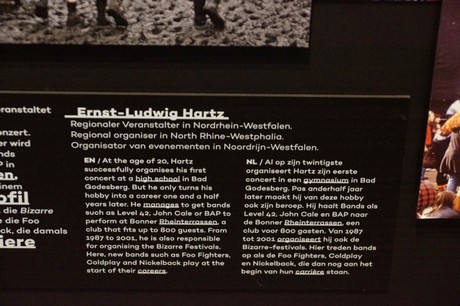 eranstaltet
onzert.
er wird
nds
P in
en,
einem
ofil
die Bizarre
die Foo
ck, die damals
iere
Ernst-Ludwig Hartz
Regionaler Veranstalter in Nordrhein-Westfalen.
Regional organiser in North Rhine-Westphalia.
Organisator van evenementen in Noordrijn-Westfalen.
EN / At the age of 20, Hartz
successfully organises his first
concert at a high school in Bad
Godesberg. But he only turns his
hobby into a career one and a half
years later. He manages to get bands
such as Level 42, John Cale or BAP to
perform at Bonner Rheinterrassen, a
club that fits up to 800 guests. From
1987 to 2001, he is also responsible
for organising the Bizarre Festivals.
Here, new bands such as Foo Fighters,
Coldplay and Nickelback play at the
start of their careers.
NL / Al op zijn twintigste
organiseert Hartz zijn eerste
concert in een gymnasium in Bad
Godesberg. Pas anderhalf jaar
later maakt hij van deze hobby
ook zijn beroep. Hij haalt Bands als
Level 42, John Cale en BAP naar
de Bonner Rheinterrassen, een
club voor 800 gasten. Van 1987
tot 2001 organiseert hij ook de
Bizarre-festivals. Hier treden bands
op als de Foo Fighters, Coldplay
en Nickelback, die dan nog aan het
begin van hun carrière staan.